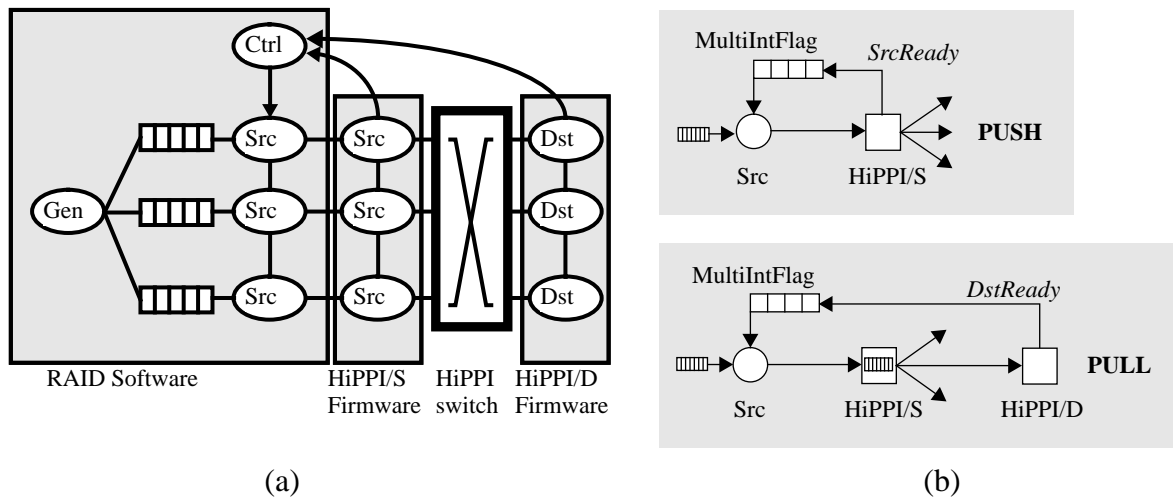 Ctrl
Src
Src
Dst
Gen
Src
Src
Dst
Src
Src
Dst
RAID Software
HiPPI/S
Firmware
HiPPI
switch
HiPPI/D
Firmware
(a)
MultiIntFlag
SrcReady
PUSH
Src
HiPPI/S
MultiIntFlag
DstReady
PULL
Src
HiPPI/S
HiPPI/D
(b)